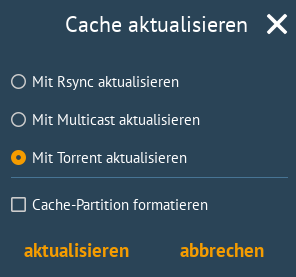 Cache aktualisieren
Mit Rsync aktualisieren
Mit Multicast aktualisieren
Mit Torrent aktualisieren
Cache-Partition formatieren
aktualisieren abbrechen